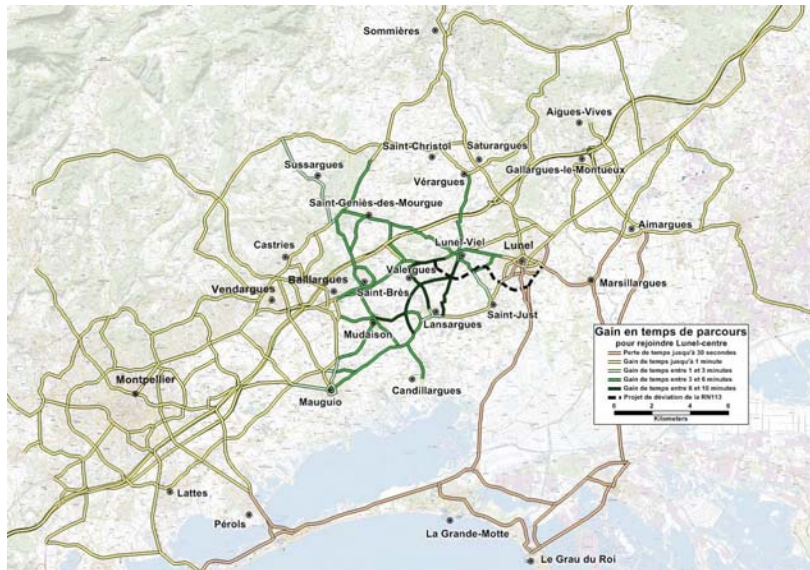 Sommières
Aigues-Vives
Saint-Christol
Saturargues
Gallargues-le-Montueux
Sussargues
Vérargues
Saint-Geniès-des-Mourgue
Aimargues
Castries
Lunel-Viel
Lunel
Baillargues
Valergues
Marsillargues
Vendargues
Saint-Brès
Saint-Just
Lansargues
Mudaison
Montpellier
Candillargues
Mauguio
Gain en temps de parcours
pour rejoindre Lunel-centre
Perte de temps jusqu'à 30 secondes
Gain de temps jusqu'à 1 minute
Gain de temps entre 1 et 3 minutes
Gain de temps entre 3 et 6 minutes
Gain de temps entre 6 et 10 minutes
Projet de déviation de la RN113
0 2 4 6
Kilometers
Lattes
Pérols
La Grande-Motte
Le Grau du Roi